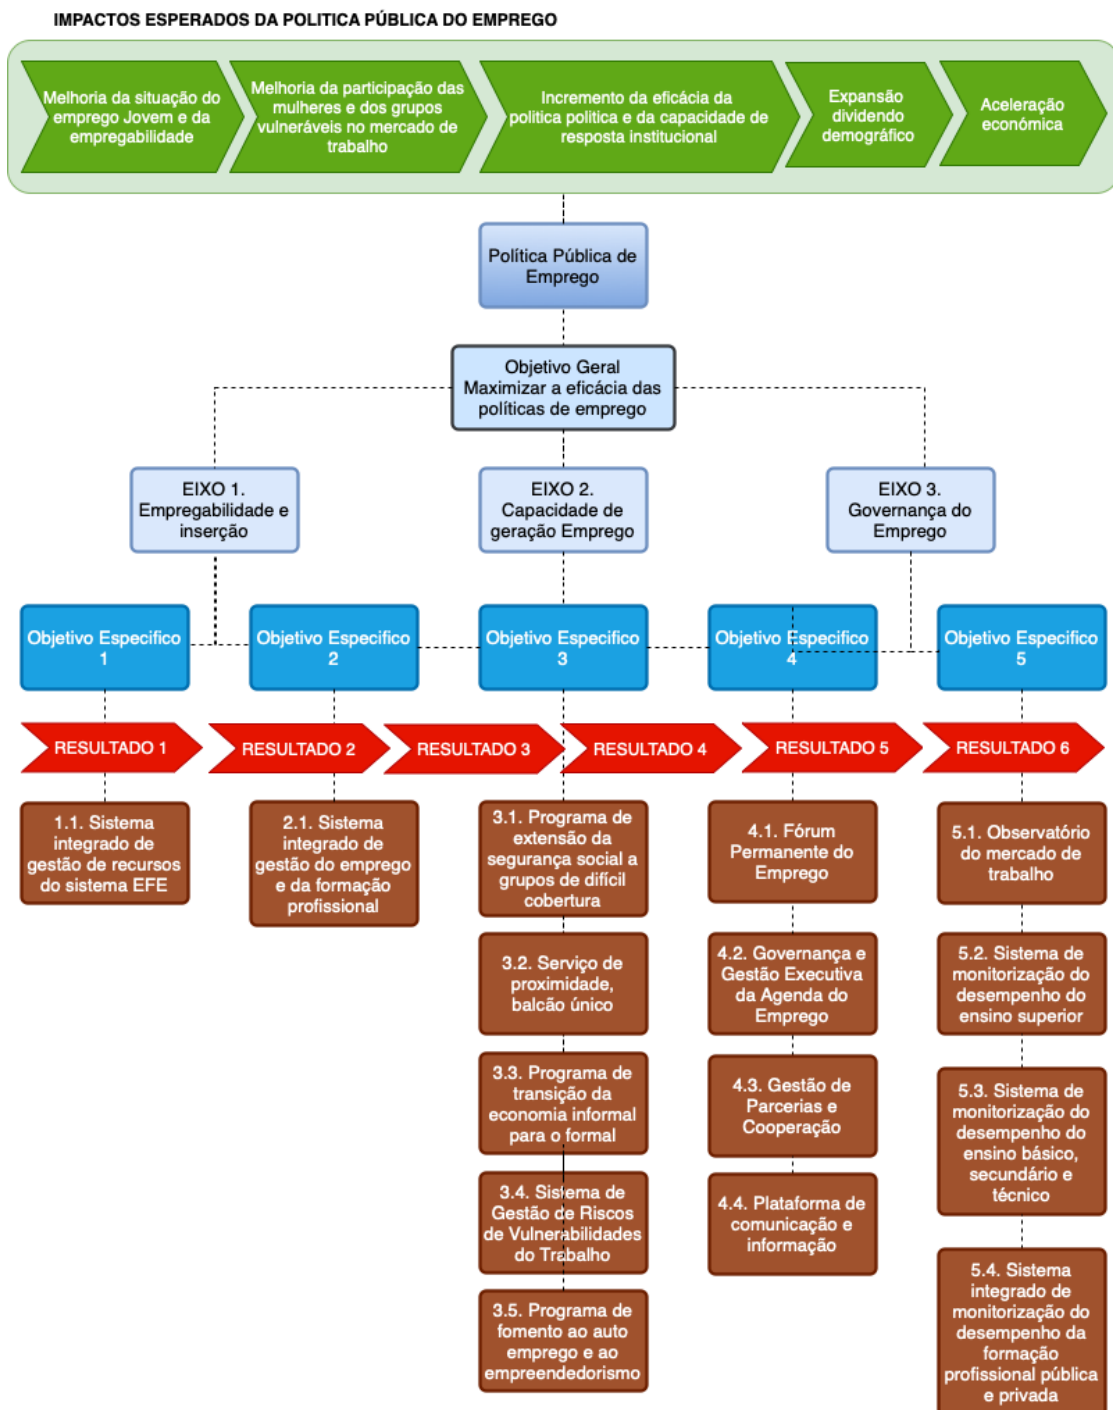 IMPACTOS ESPERADOS DA POLITICA PÚBLICA DO EMPREGO
Melhoria da situação do
emprego Jovem e da
empregabilidade
Melhoria da participação das
mulheres e dos grupos
vulneráveis no mercado de
trabalho
Incremento da eficácia da
politica politica e da capacidade de
resposta institucional
Expansão
dividendo
demográfico
Aceleração
económica
Política Pública de
Emprego
Objetivo Geral
Maximizar a eficácia das
políticas de emprego
EIXO 1.
Empregabilidade e
inserção
EIXO 2.
Capacidade de
geração Emprego
EIXO 3.
Governança do
Emprego
Objetivo Especifico
1
Objetivo Especifico
2
Objetivo Especifico
3
Objetivo Especifico
4
Objetivo Especifico
5
RESULTADO 1
RESULTADO 2
RESULTADO 3
RESULTADO 4
RESULTADO 5
RESULTADO 6
1.1. Sistema
integrado de
gestão de recursos
do sistema EFE
2.1. Sistema
integrado de
gestão do emprego
e da formação
profissional
3.1. Programa de
extensão da
segurança social a
grupos de difícil
cobertura
3.2. Serviço de
proximidade,
balcão único
3.3. Programa de
transição da
economia informal
para o formal
3.4. Sistema de
Gestão de Riscos
de Vulnerabilidades
do Trabalho
3.5. Programa de
fomento ao auto
emprego e ao
empreendedorismo
4.1. Fórum
Permanente do
Emprego
4.2. Governança e
Gestão Executiva
da Agenda do
Emprego
4.3. Gestão de
Parcerias e
Cooperação
4.4. Plataforma de
comunicação e
informação
5.1. Observatório
do mercado de
trabalho
5.2. Sistema de
monitorização do
desempenho do
ensino superior
5.3. Sistema de
monitorização do
desempenho do
ensino básico,
secundário e
técnico
5.4. Sistema
integrado de
monitorização do
desempenho da
formação
profissional pública
e privada